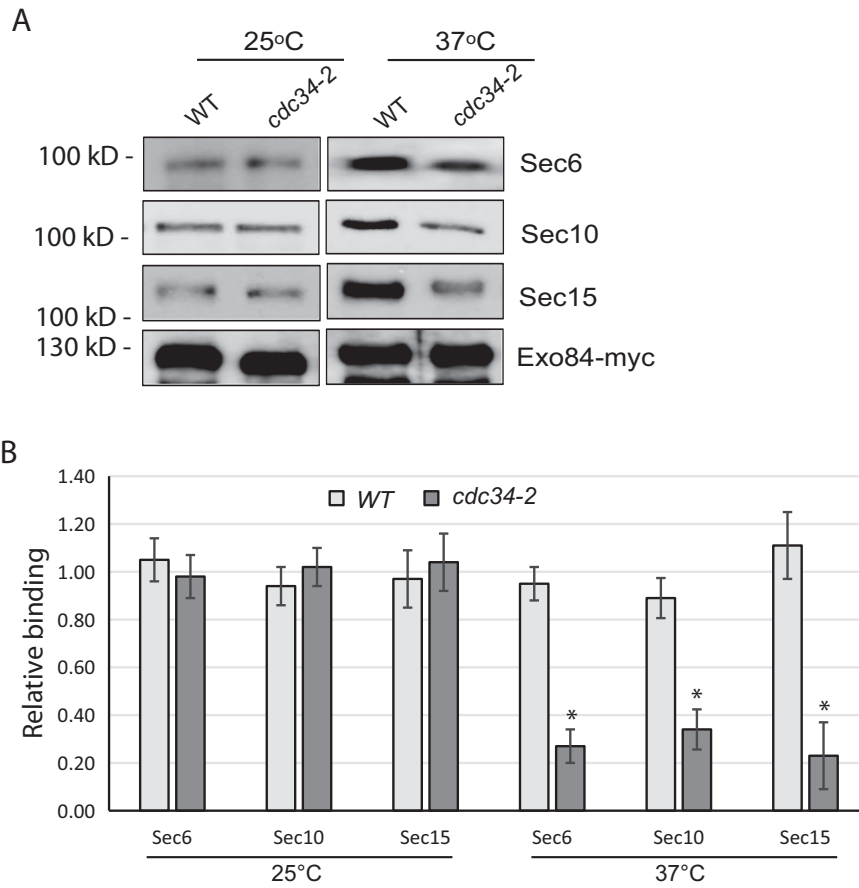 A
25°C 37°C
WT cdc34-2 WT cdc34-2
100 kD - Sec6
100 kD - Sec10
100 kD - Sec15
130 kD - Exo84-myc
B
Relative binding
1.40
1.20
1.00
0.80
0.60
0.40
0.20
0.00
WT cdc34-2
* * *
Sec6 Sec10 Sec15 Sec6 Sec10 Sec15
25°C 37°C